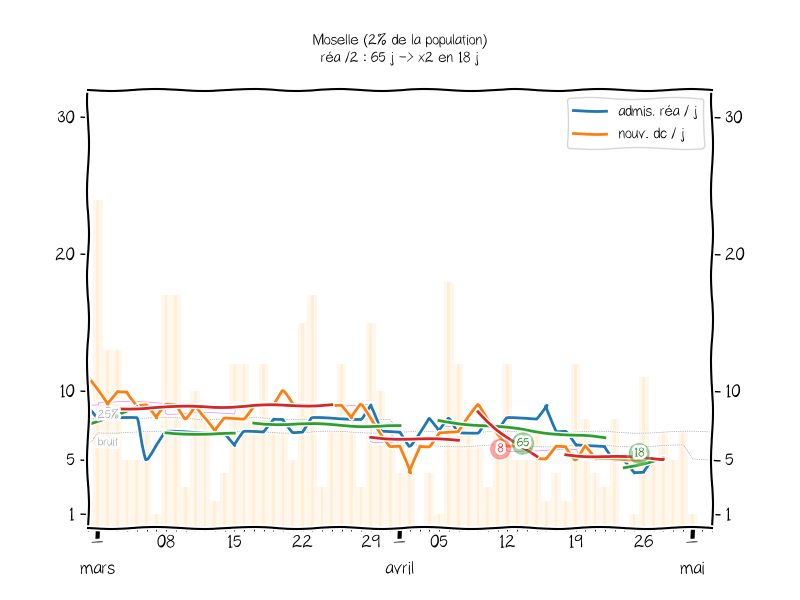 Moselle (2% de la population)
réa /2 : 65 j -> x2 en 18 j
admis. réa / j
nouv. dc / j
30
30
20
20
10
10
25%
bruit
8
65
18
5
5
1
1
08
15
22
29
05
12
19
26
mars
avril
mai